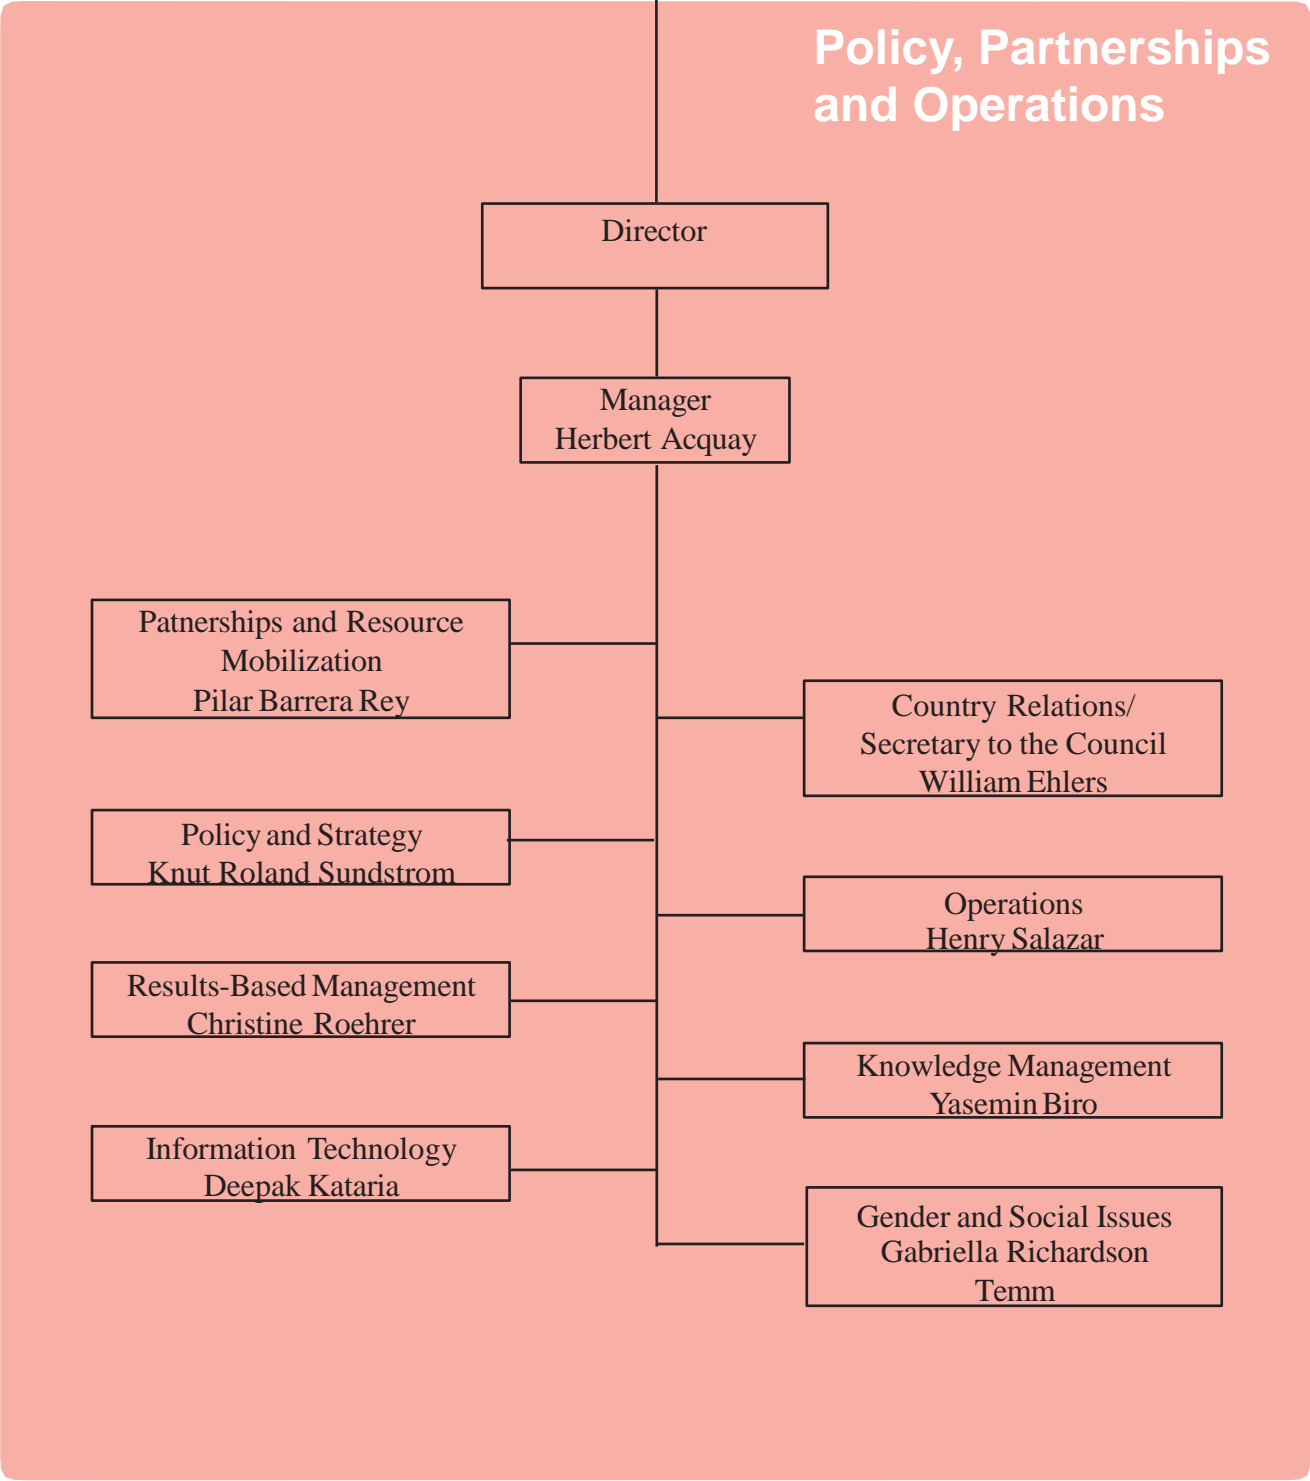 Policy, Partnerships
and Operations
Director
Manager
Herbert Acquay
Patnerships and Resource
Mobilization
Pilar Barrera Rey
Country Relations/
Secretary to the Council
William Ehlers
Policy and Strategy
Knut Roland Sundstrom
Operations
Henry Salazar
Results-Based Management
Christine Roehrer
Knowledge Management
Yasemin Biro
Information Technology
Deepak Kataria
Gender and Social Issues
Gabriella Richardson
Temm